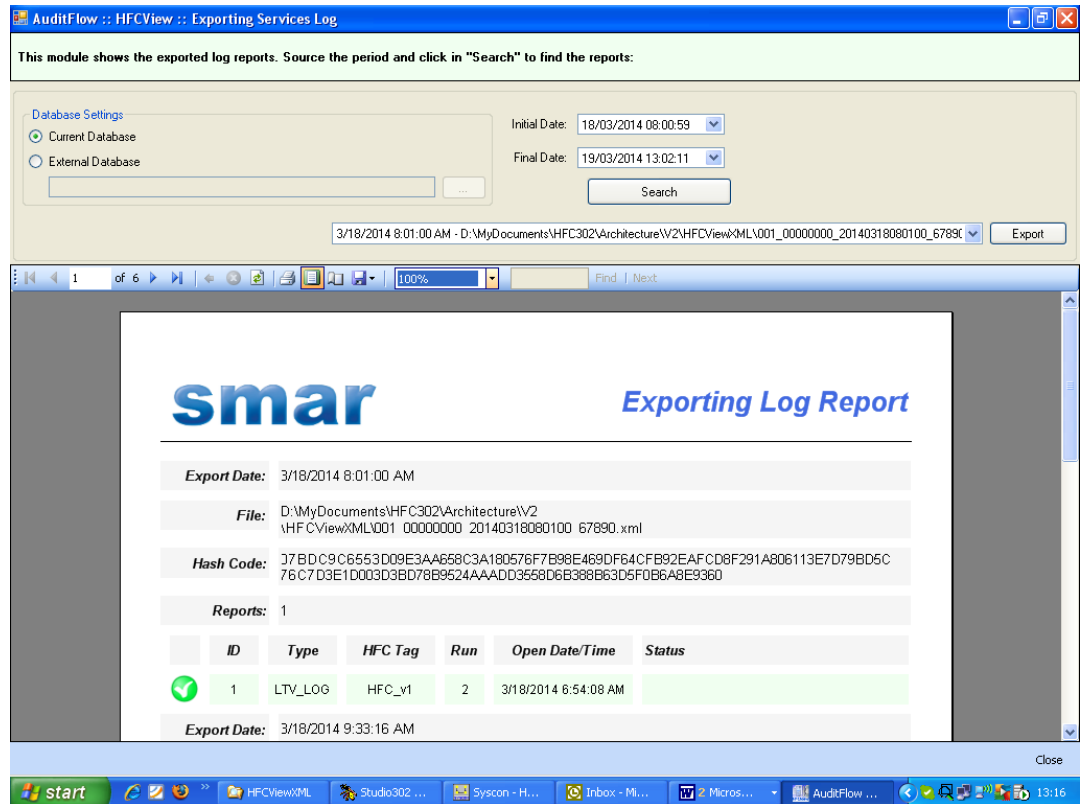 AuditFlow :: HFCView :: Exporting Services Log
This module shows the exported log reports. Source the period and click in "Search" to find the reports:
Database Settings
Current Database
External Database
...
Initial Date: 18/03/2014 08:00:59
Final Date: 19/03/2014 13:02:11
Search
3/18/2014 8:01:00 AM - D:\MyDocuments\HFC302\Architecture\V2\HFCViewXML\001_00000000_20140318080100_6789(
Export
1 of 6 100% Find | Next
smar Exporting Log Report
Export Date: 3/18/2014 8:01:00 AM
File: D:\MyDocuments\HFC302\Architecture\V2
\HFCViewXML\001_00000000_20140318080100_67890.xml
Hash Code: D7BDC9C6553D09E3AA658C3A180576F7B98E469DF64CFB92EAFCD8F291A806113E7D79BD5C
76C7D3E1D003D3BD78B9524AAADD3558D6B388B63D5F0B6A8E9360
Reports: 1
ID Type HFC Tag Run Open Date/Time Status
1 LTV_LOG HFC_v1 2 3/18/2014 6:54:08 AM
Export Date: 3/18/2014 9:33:16 AM
Close
start HFCViewXML Studio302 ... Syscon - H... Inbox - Mi... 2 Micros... AuditFlow ... 13:16